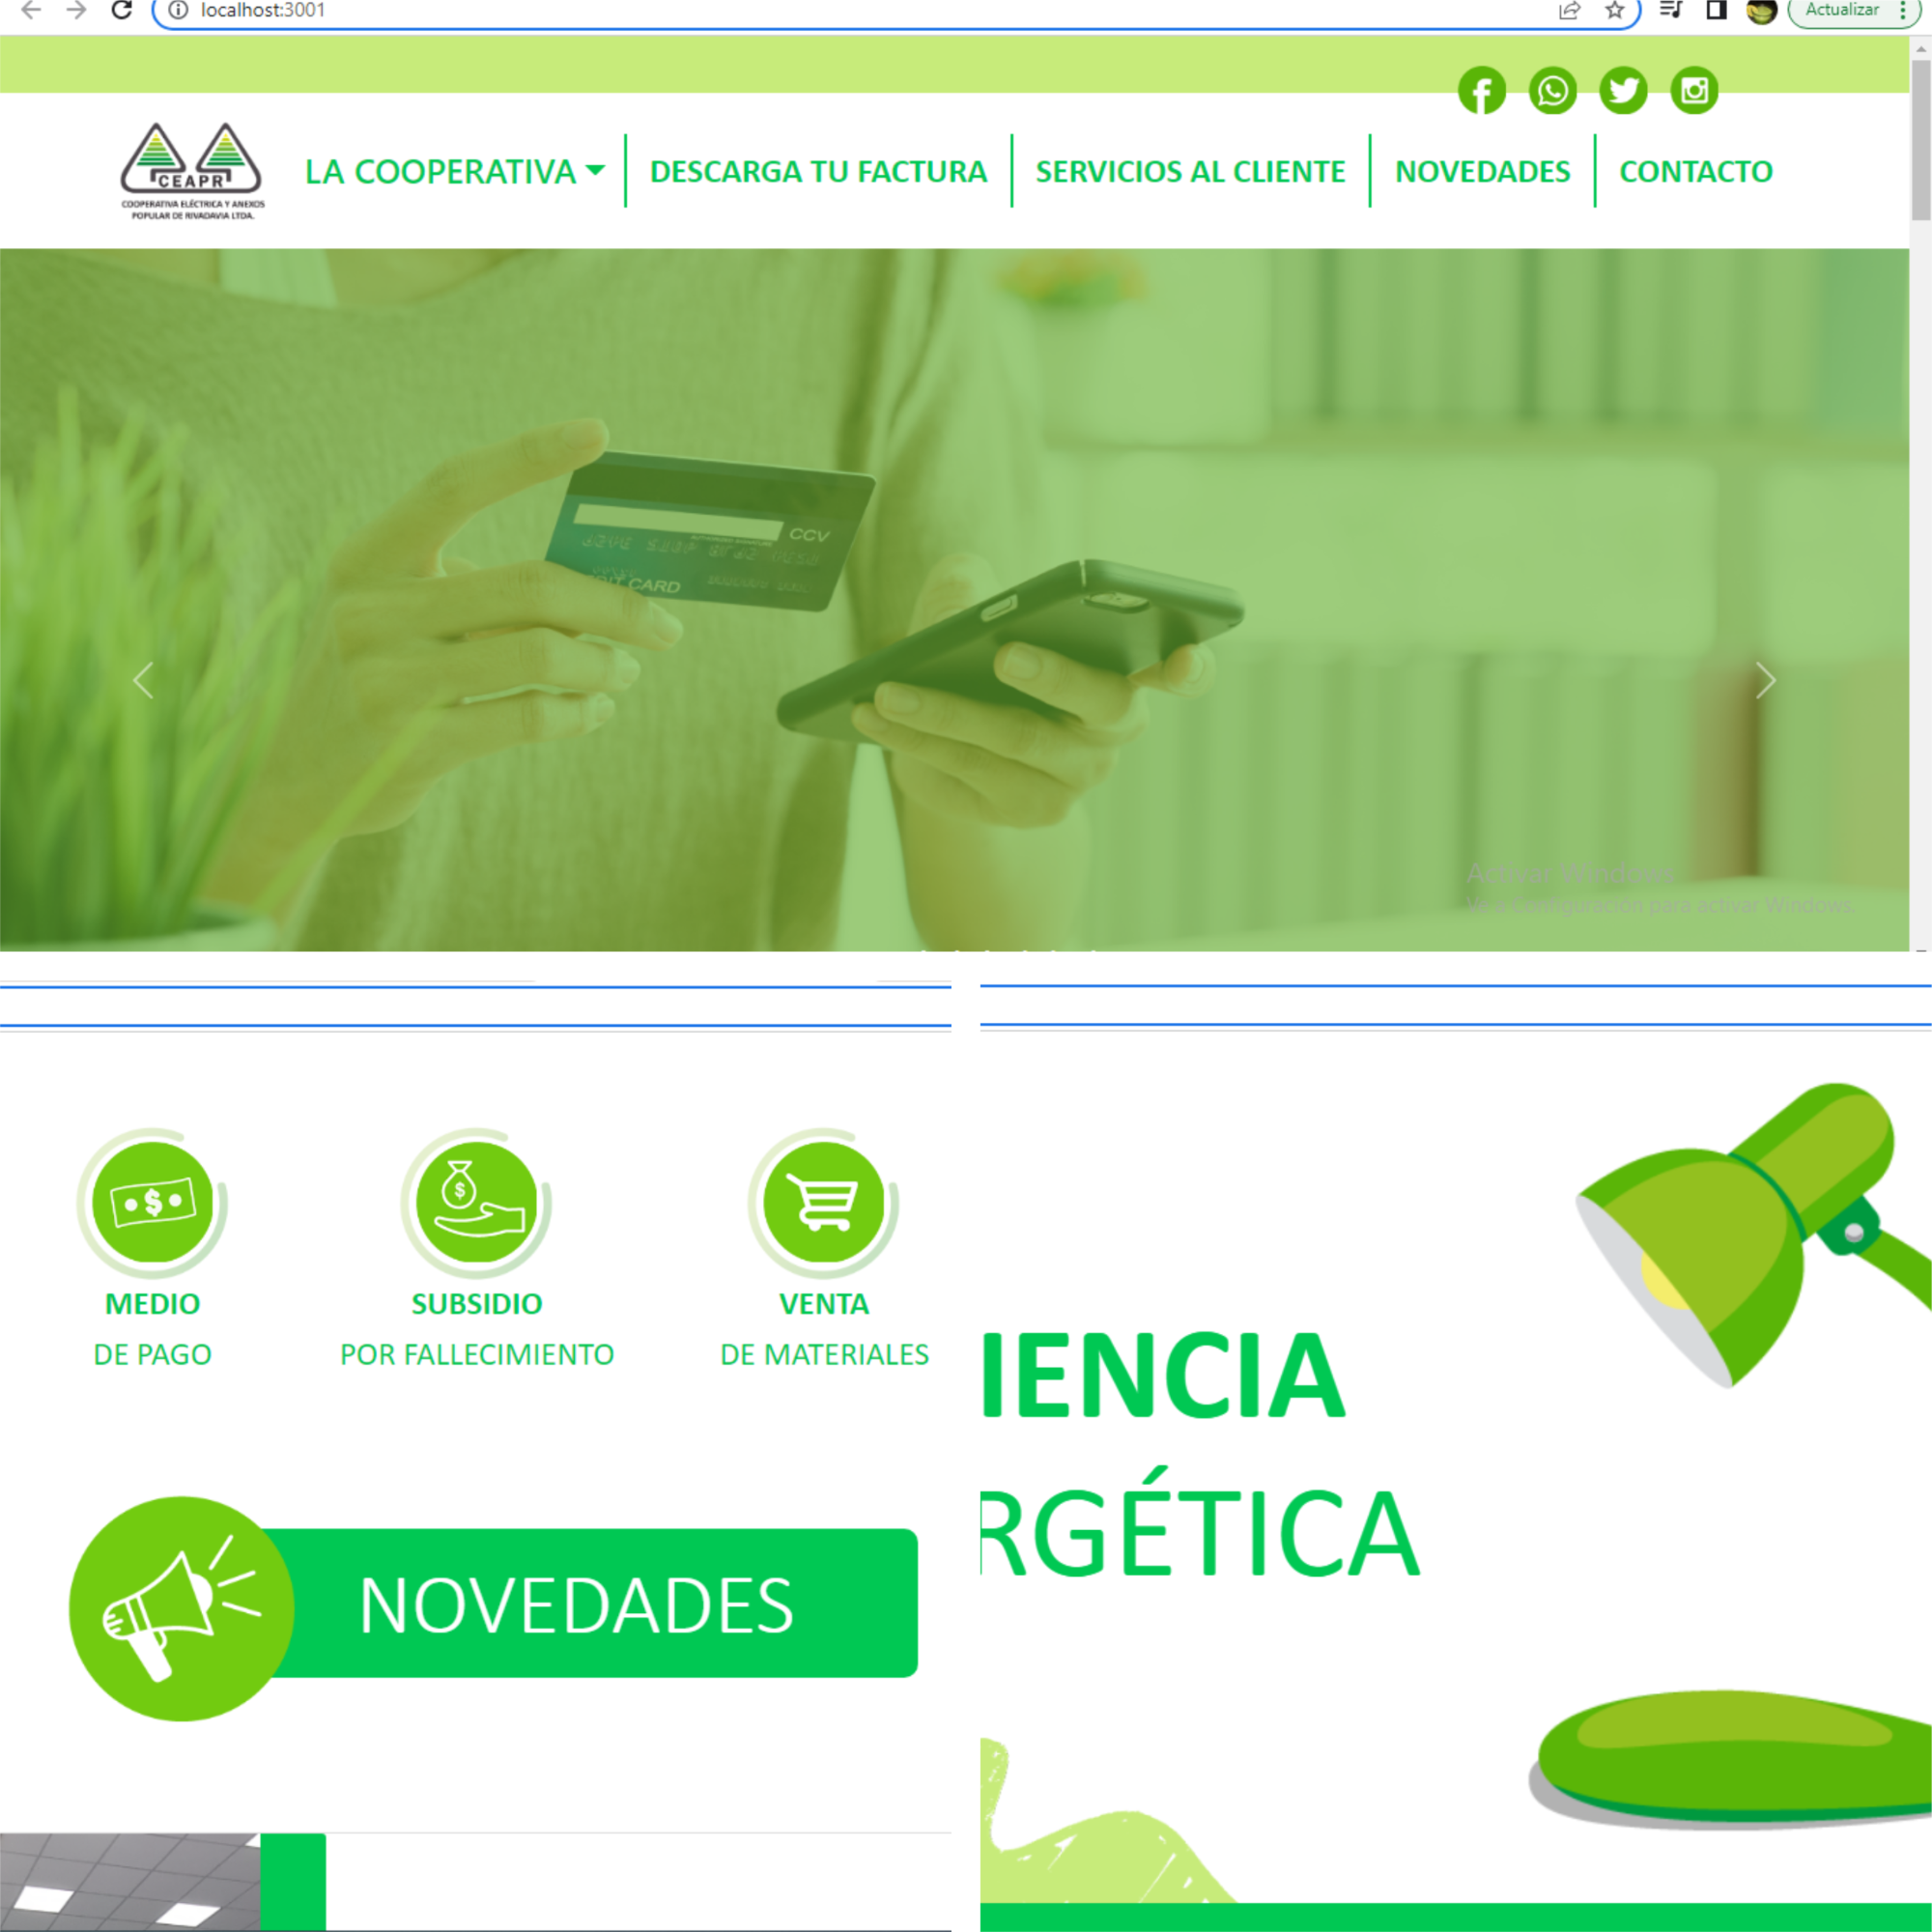 localhost:3001
Actualizar
CEAPR
COOPERATIVA ELÉCTRICA Y ANEXOS
POPULAR DE RIVADAVIA LTDA.
LA COOPERATIVA
DESCARGA TU FACTURA
SERVICIOS AL CLIENTE
NOVEDADES
CONTACTO
CCV
AUTHORIZED SIGNATURE
CARD
Activar Windows
Ve a Configuración para activar Windows.
MEDIO
DE PAGO
SUBSIDIO
POR FALLECIMIENTO
VENTA
DE MATERIALES
NOVEDADES
IENCIA
RGÉTICA